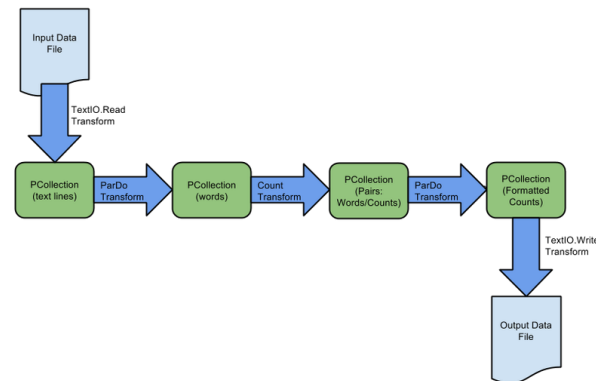 Input Data
File
TextIO.Read
Transform
PCollection
(text lines)
ParDo
Transform
PCollection
(words)
Count
Transform
PCollection
(Pairs:
Words/Counts)
ParDo
Transform
PCollection
(Formatted
Counts)
TextIO.Write
Transform
Output Data
File